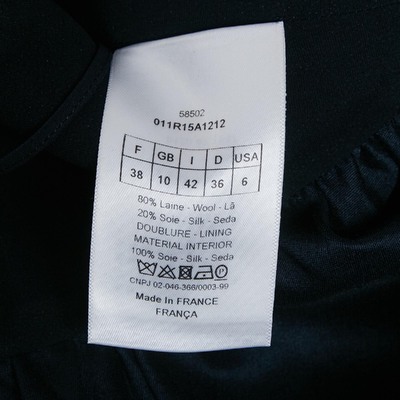 58502
011R15A1212
F GB I D USA
38 10 42 36 6
80% Laine - Wool - Lã
20% Soie - Silk - Seda
DOUBLURE - LINING
MATERIAL INTERIOR
100% Soie - Silk - Seda
CNPJ 02-046-366/0003-99
Made In FRANCE
FRANÇA